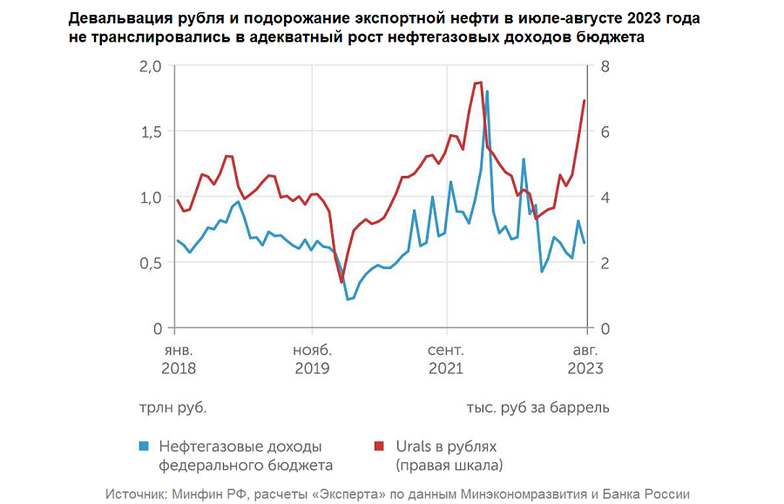 Девальвация рубля и подорожание экспортной нефти в июле-августе 2023 года
не транслировались в адекватный рост нефтегазовых доходов бюджета
2,0
8
1,5
6
1,0
4
0,5
2
0
0
янв.
2018
нояб.
2019
сент.
2021
авг.
2023
трлн руб.
тыс. руб за баррель
Нефтегазовые доходы
федерального бюджета
Urals в рублях
(правая шкала)
Источник: Минфин РФ, расчеты «Эксперта» по данным Минэкономразвития и Банка России